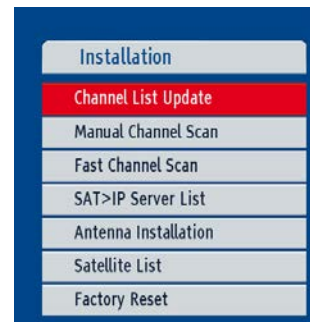 Installation
Channel List Update
Manual Channel Scan
Fast Channel Scan
SAT>IP Server List
Antenna Installation
Satellite List
Factory Reset